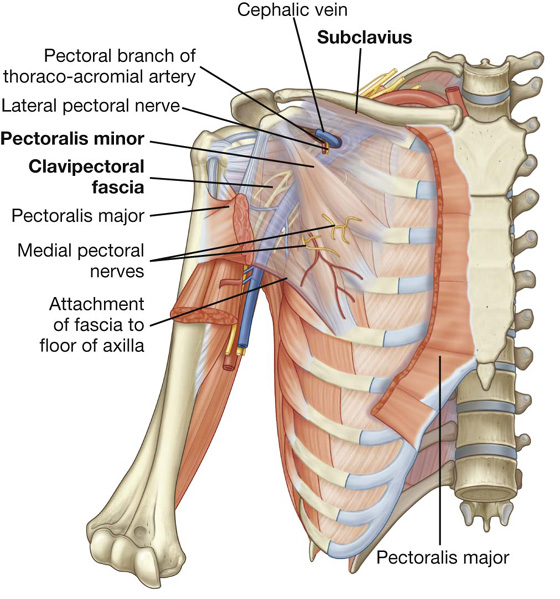 Cephalic vein
Subclavius
Pectoral branch of
thoraco-acromial artery
Lateral pectoral nerve
Pectoralis minor
Clavipectoral
fascia
Pectoralis major
Medial pectoral
nerves
Attachment
of fascia to
floor of axilla
Pectoralis major